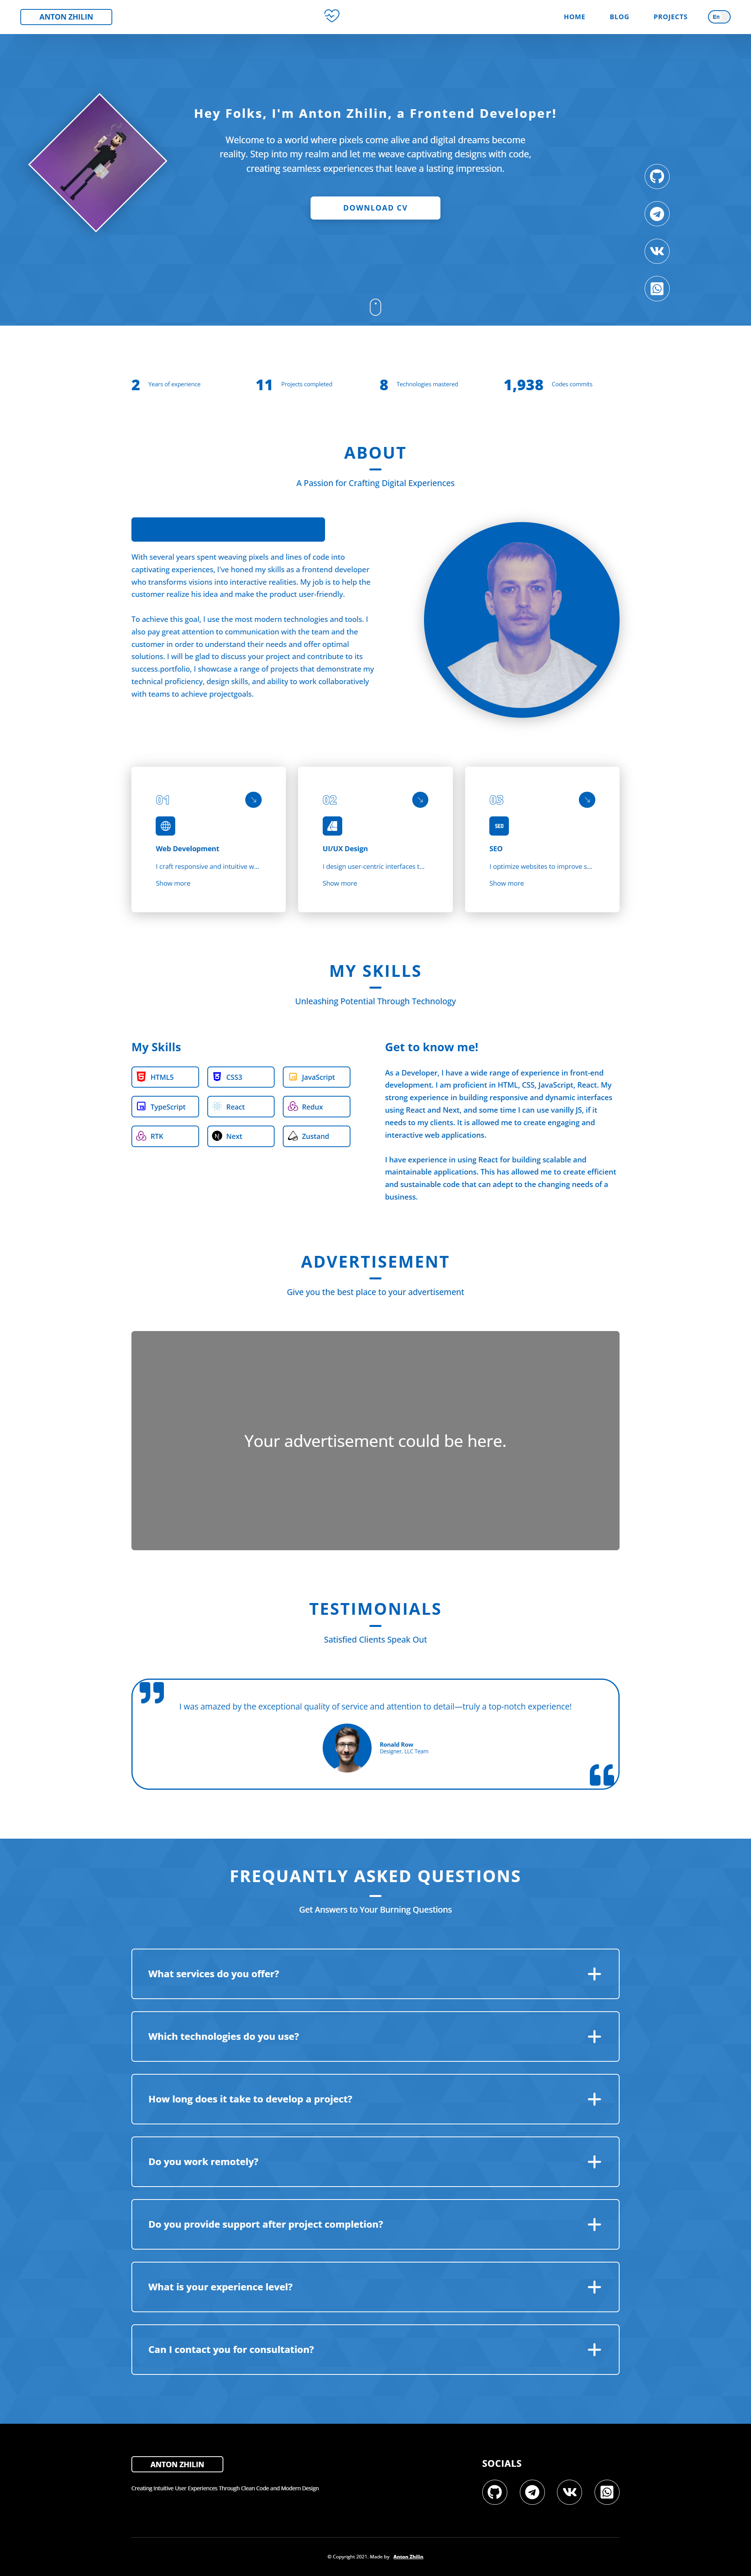 ANTON ZHILIN
HOME
BLOG
PROJECTS
En
Hey Folks, I'm Anton Zhilin, a Frontend Developer!
Welcome to a world where pixels come alive and digital dreams become
reality. Step into my realm and let me weave captivating designs with code,
creating seamless experiences that leave a lasting impression.
DOWNLOAD CV
2 Years of experience
11 Projects completed
8 Technologies mastered
1,938 Codes commits
ABOUT
A Passion for Crafting Digital Experiences
With several years spent weaving pixels and lines of code into
captivating experiences, I've honed my skills as a frontend developer
who transforms visions into interactive realities. My job is to help the
customer realize his idea and make the product user-friendly.
To achieve this goal, I use the most modern technologies and tools. I
also pay great attention to communication with the team and the
customer in order to understand their needs and offer optimal
solutions. I will be glad to discuss your project and contribute to its
success.portfolio, I showcase a range of projects that demonstrate my
technical proficiency, design skills, and ability to work collaboratively
with teams to achieve projectgoals.
01
Web Development
I craft responsive and intuitive w...
Show more
02
UI/UX Design
I design user-centric interfaces t...
Show more
03
SEO
SEO
I optimize websites to improve s...
Show more
MY SKILLS
Unleashing Potential Through Technology
My Skills
HTML5
CSS3
JavaScript
TypeScript
React
Redux
RTK
Next
Zustand
Get to know me!
As a Developer, I have a wide range of experience in front-end
development. I am proficient in HTML, CSS, JavaScript, React. My
strong experience in building responsive and dynamic interfaces
using React and Next, and some time I can use vanilly JS, if it
needs to my clients. It is allowed me to create engaging and
interactive web applications.
I have experience in using React for building scalable and
maintainable applications. This has allowed me to create efficient
and sustainable code that can adept to the changing needs of a
business.
ADVERTISEMENT
Give you the best place to your advertisement
Your advertisement could be here.
TESTIMONIALS
Satisfied Clients Speak Out
I was amazed by the exceptional quality of service and attention to detail—truly a top-notch experience!
Ronald Row
Designer, LLC Team
FREQUANTLY ASKED QUESTIONS
Get Answers to Your Burning Questions
What services do you offer?
Which technologies do you use?
How long does it take to develop a project?
Do you work remotely?
Do you provide support after project completion?
What is your experience level?
Can I contact you for consultation?
ANTON ZHILIN
Creating Intuitive User Experiences Through Clean Code and Modern Design
SOCIALS
© Copyright 2021. Made by Anton Zhilin